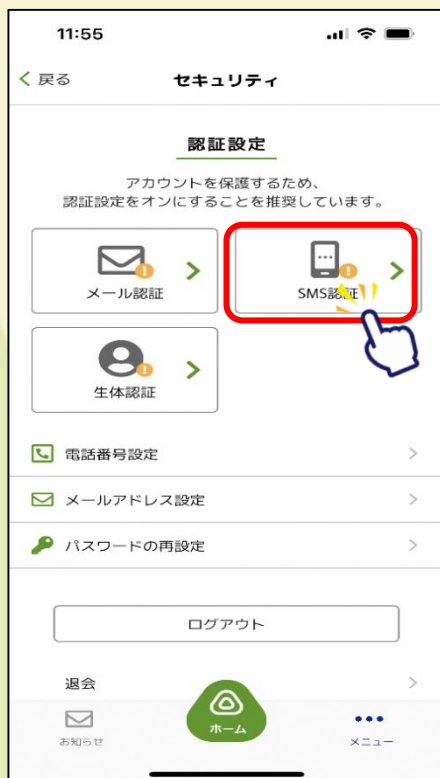 11:55
戻る
セキュリティ
認証設定
アカウントを保護するため、
認証設定をオンにすることを推奨しています。
メール認証
SMS認証
生体認証
電話番号設定
メールアドレス設定
パスワードの再設定
ログアウト
退会
お知らせ
ホーム
メニュー